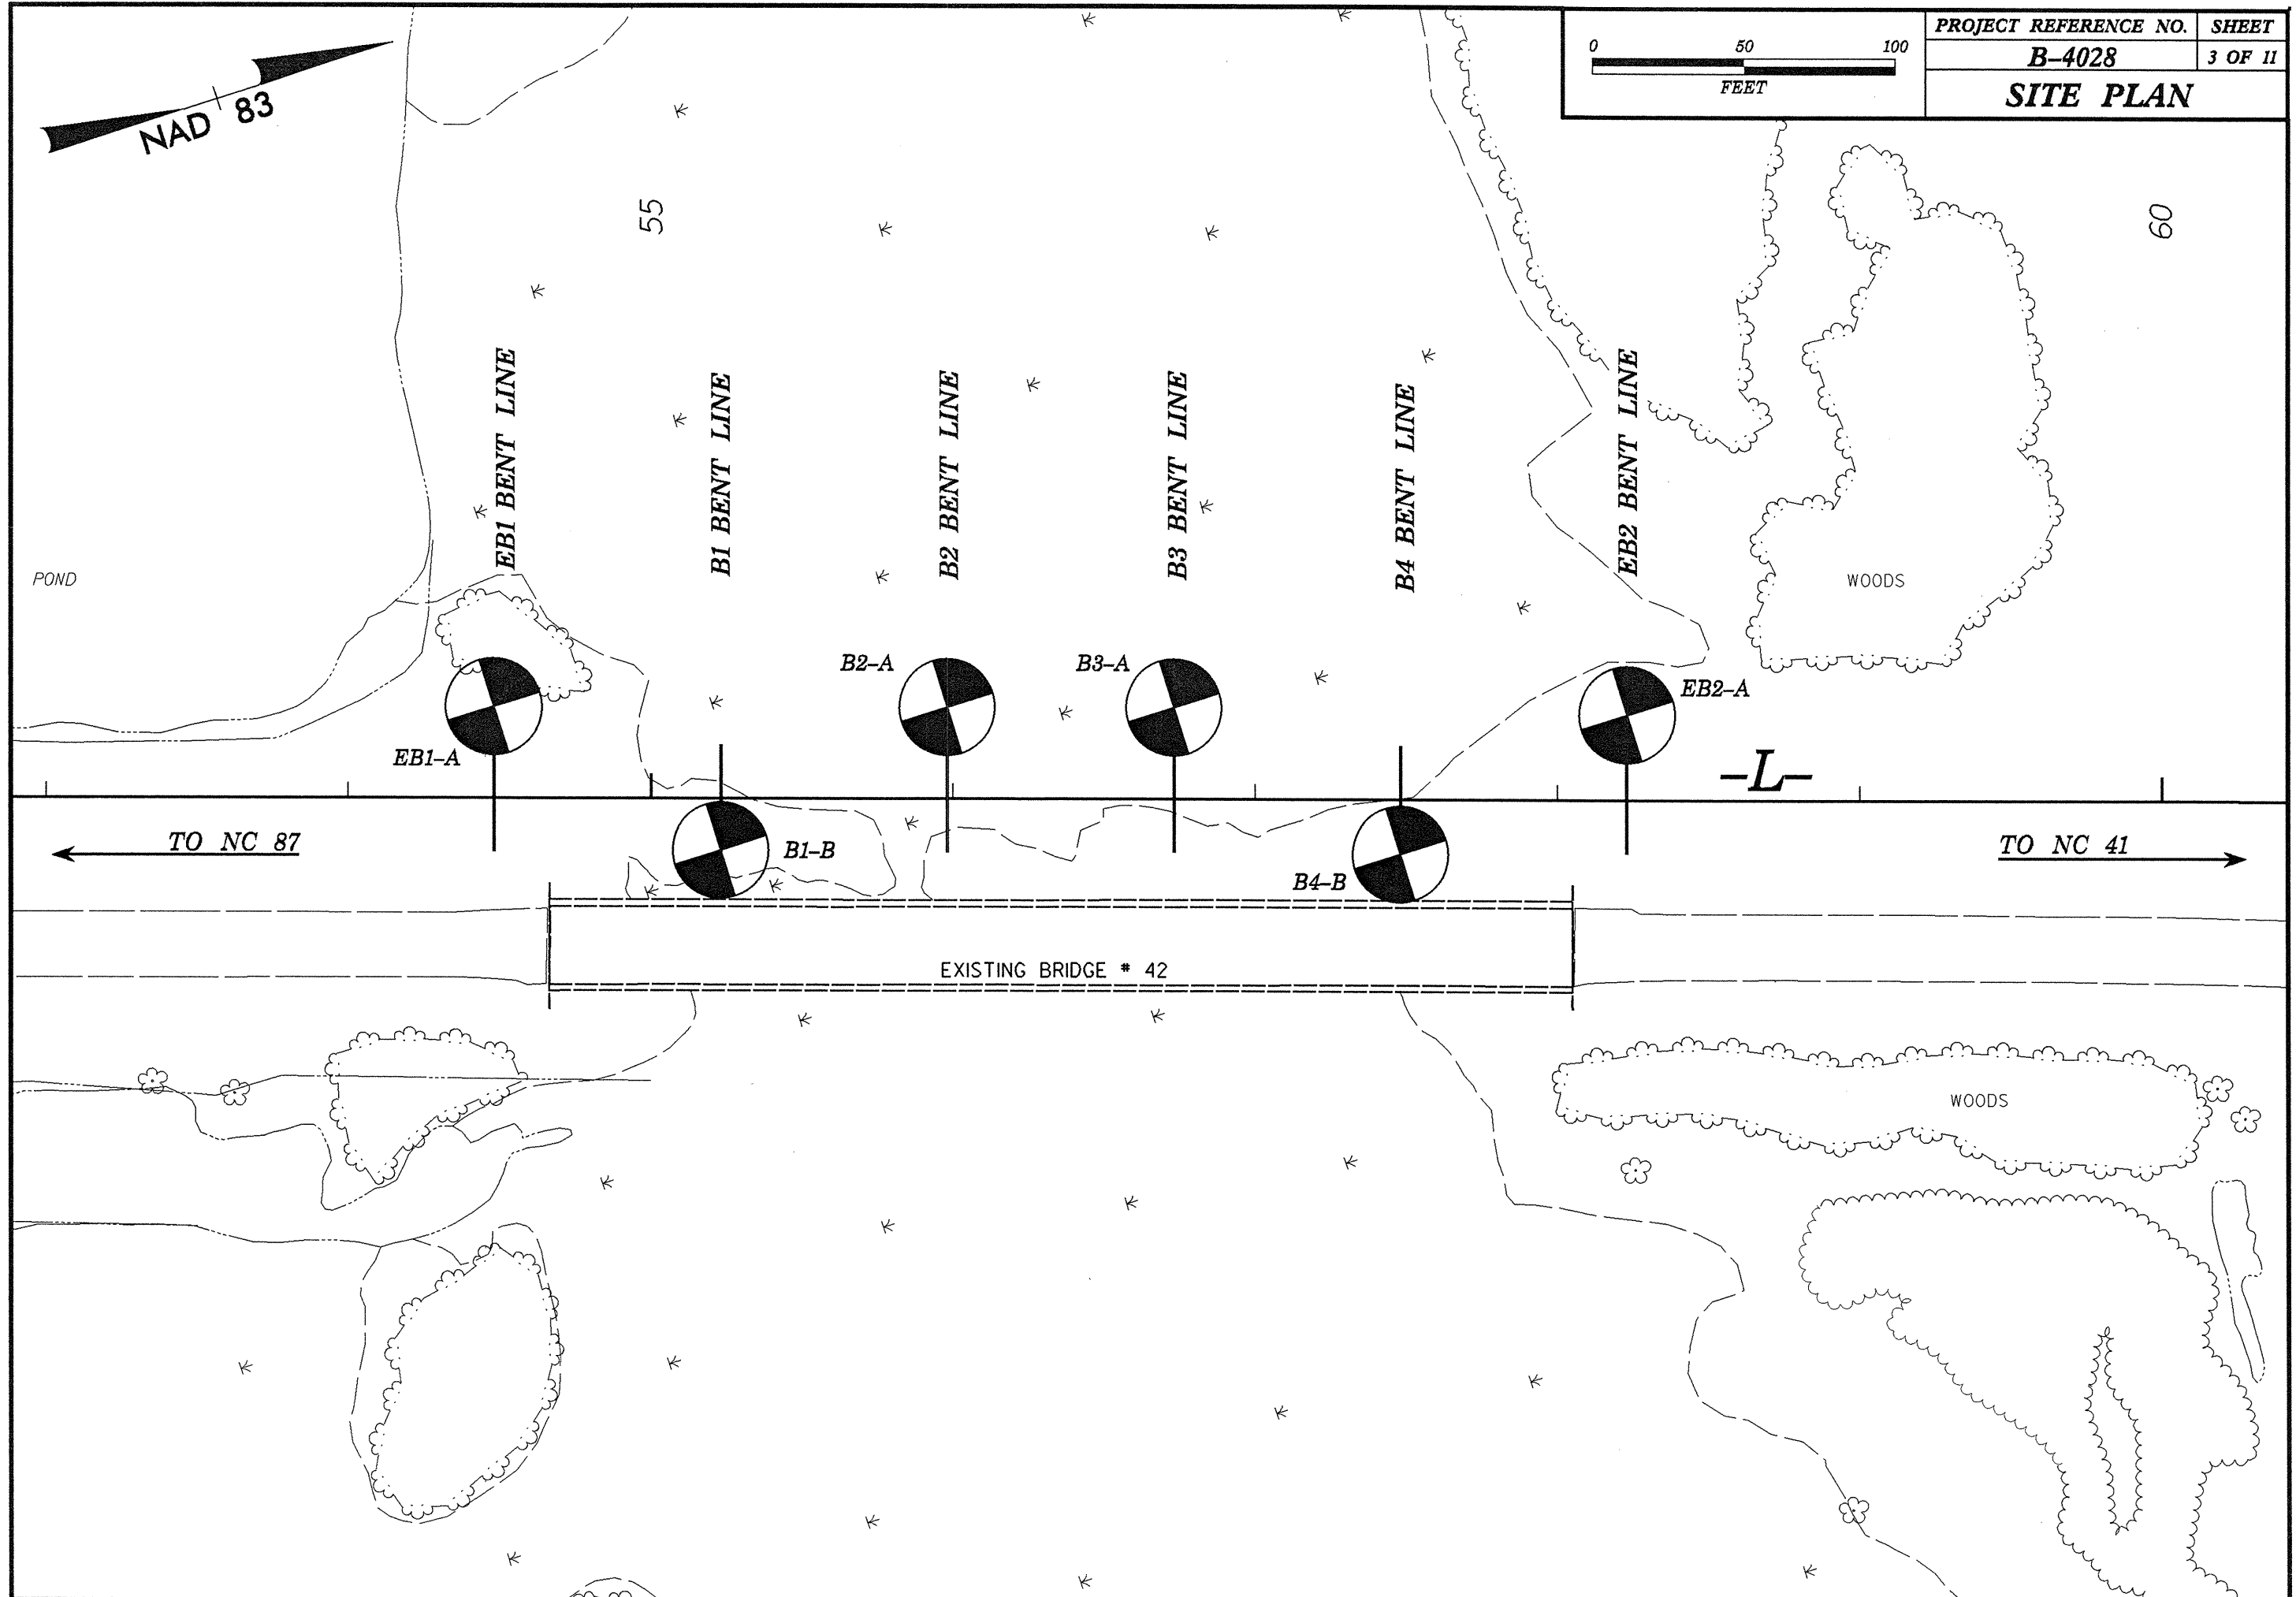 PROJECT REFERENCE NO. SHEET
B-4028 3 OF 11
SITE PLAN
0 50 100
FEET
NAD 83
55
60
EB1 BENT LINE
B1 BENT LINE
B2 BENT LINE
B3 BENT LINE
B4 BENT LINE
EB2 BENT LINE
POND
WOODS
B2-A
B3-A
EB2-A
EB1-A
-L-
TO NC 87
B1-B
B4-B
TO NC 41
EXISTING BRIDGE # 42
WOODS